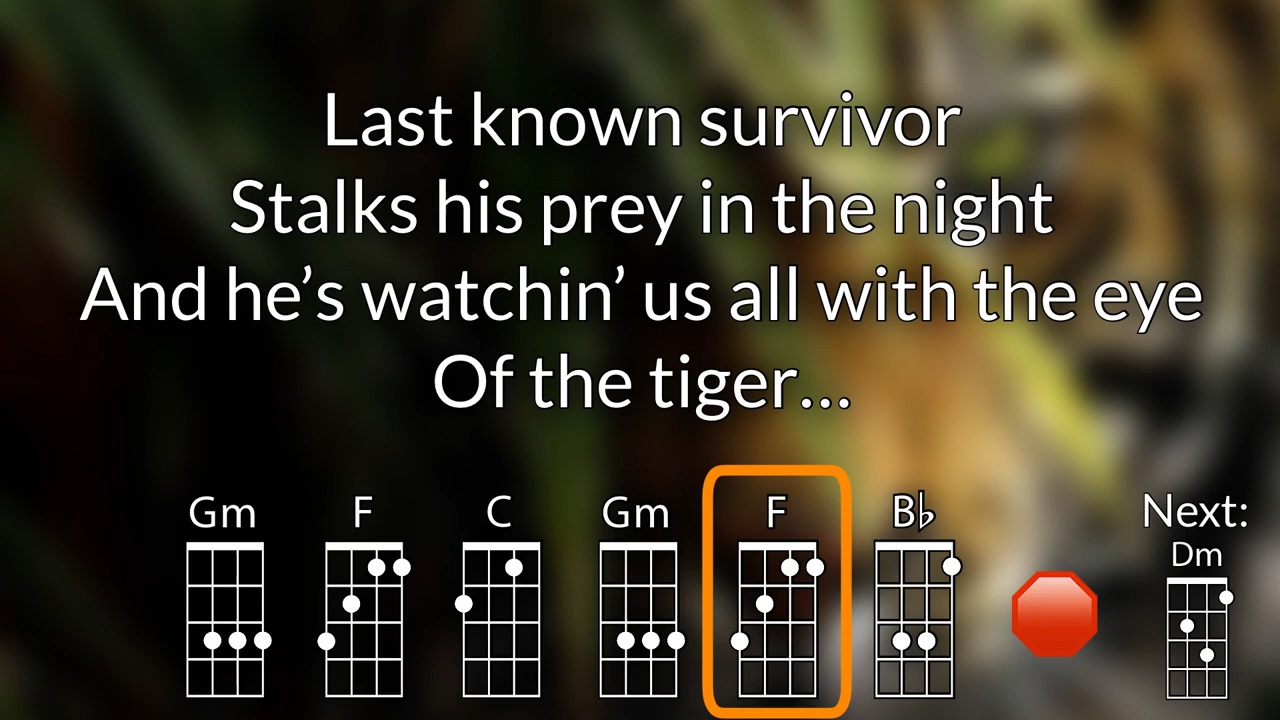 Last known survivor
Stalks his prey in the night
And he’s watchin’ us all with the eye
Of the tiger...
Gm F C Gm F B♭ Next:
Dm